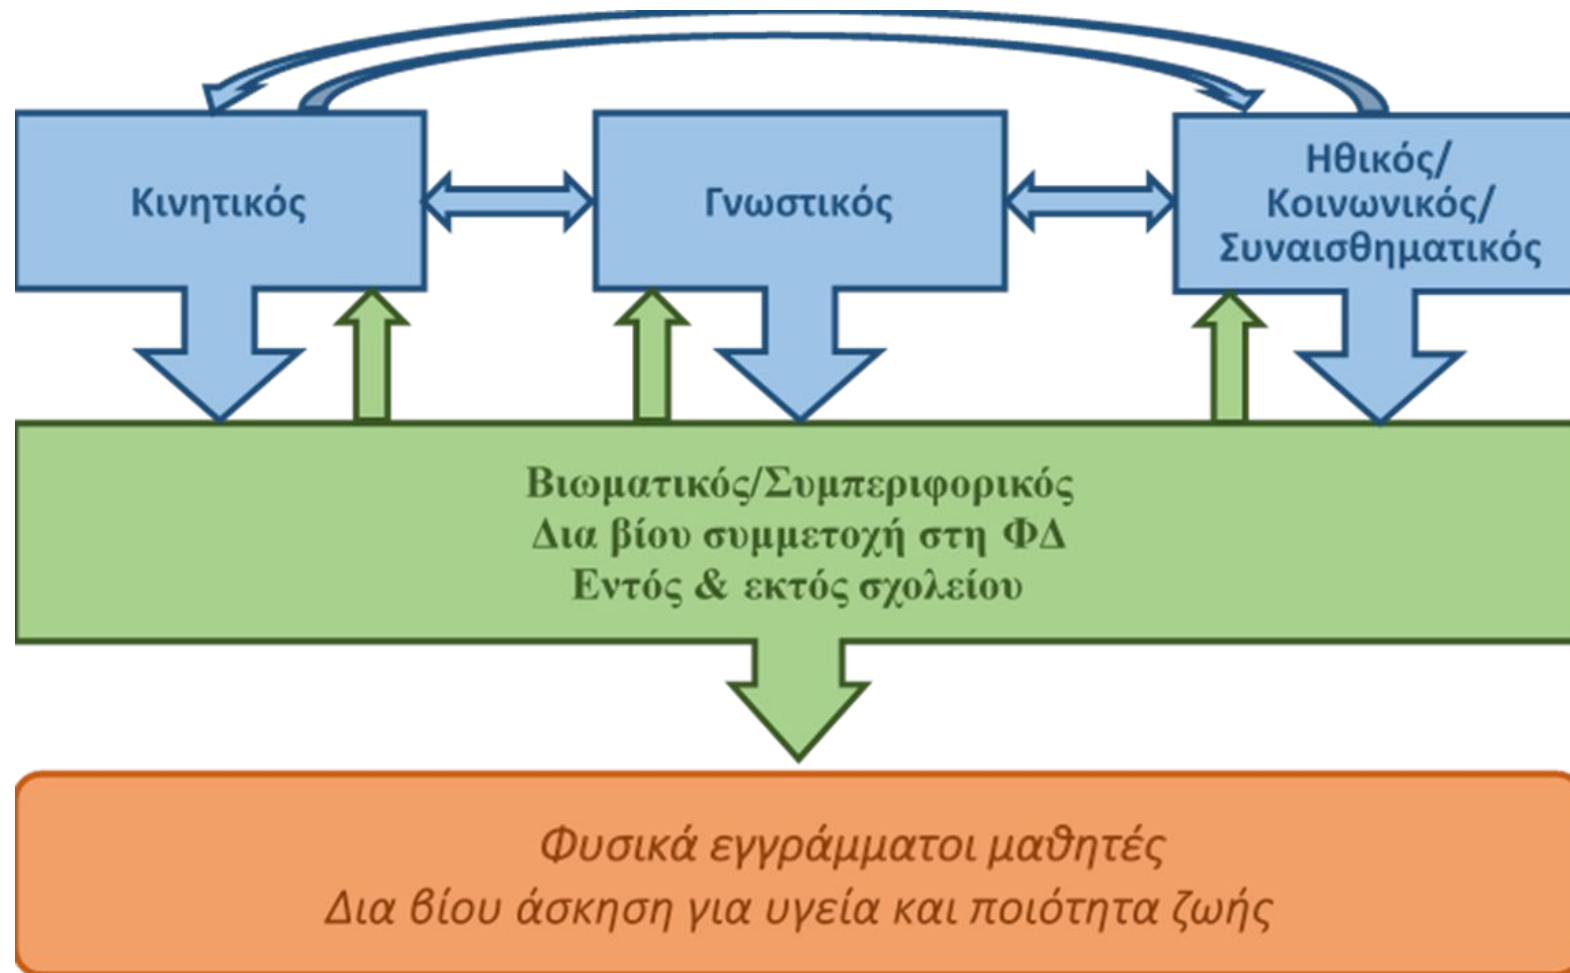 Κινητικός
Γνωστικός
Ηθικός/
Κοινωνικός/
Συναισθηματικός
Βιωματικός/Συμπεριφορικός
Δια βίου συμμετοχή στη ΦΔ
Εντός & εκτός σχολείου
Φυσικά εγγράμματοι μαθητές
Δια βίου άσκηση για υγεία και ποιότητα ζωής